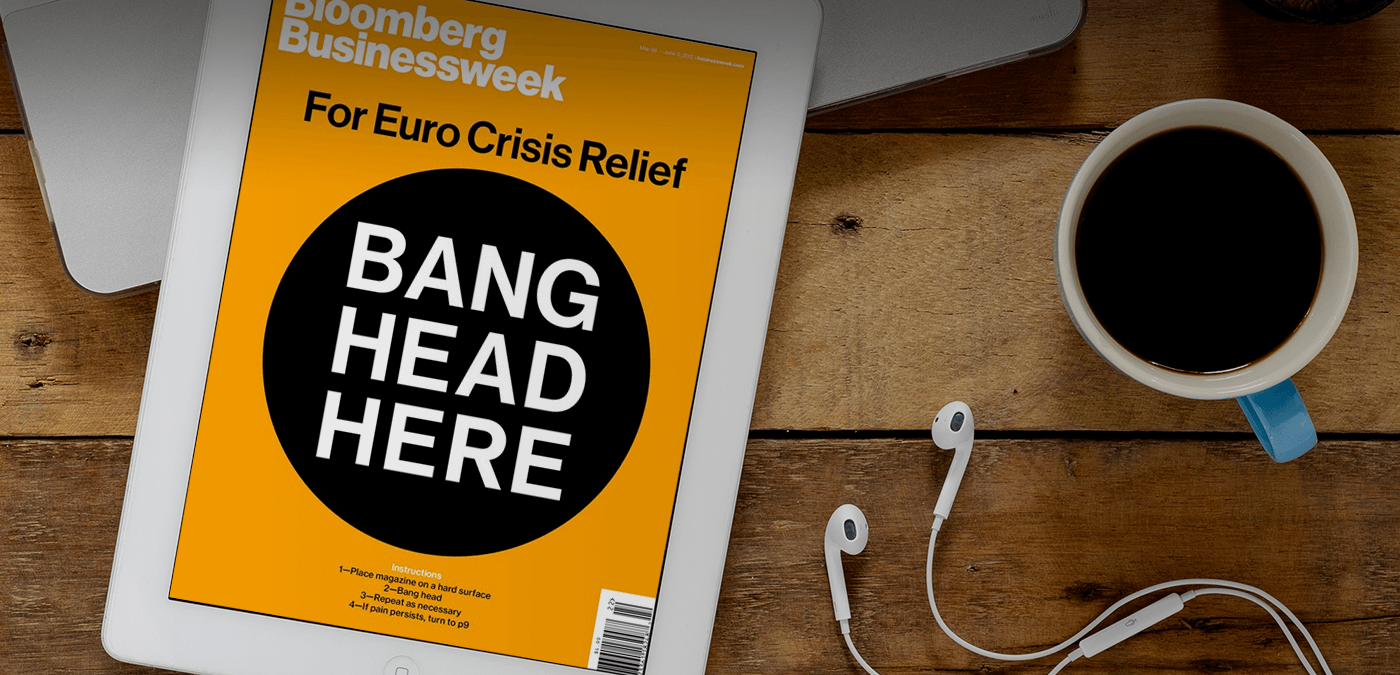 Bloomberg
Businessweek
For Euro Crisis Relief
BANG
HEAD
HERE
Instructions
1—Place magazine on a hard surface
2—Bang head
3—Repeat as necessary
4—If pain persists, turn to p9